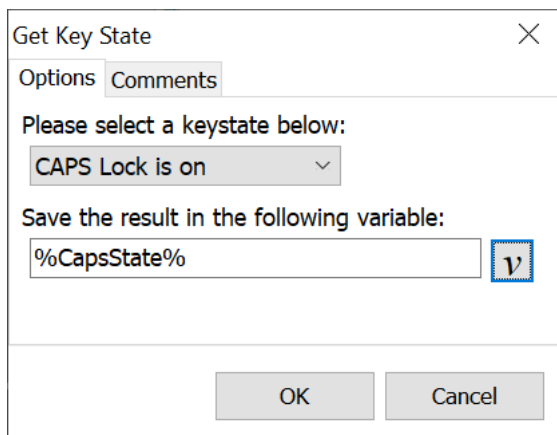 Get Key State
Options Comments
Please select a keystate below:
CAPS Lock is on
Save the result in the following variable:
%CapsState% v
OK Cancel